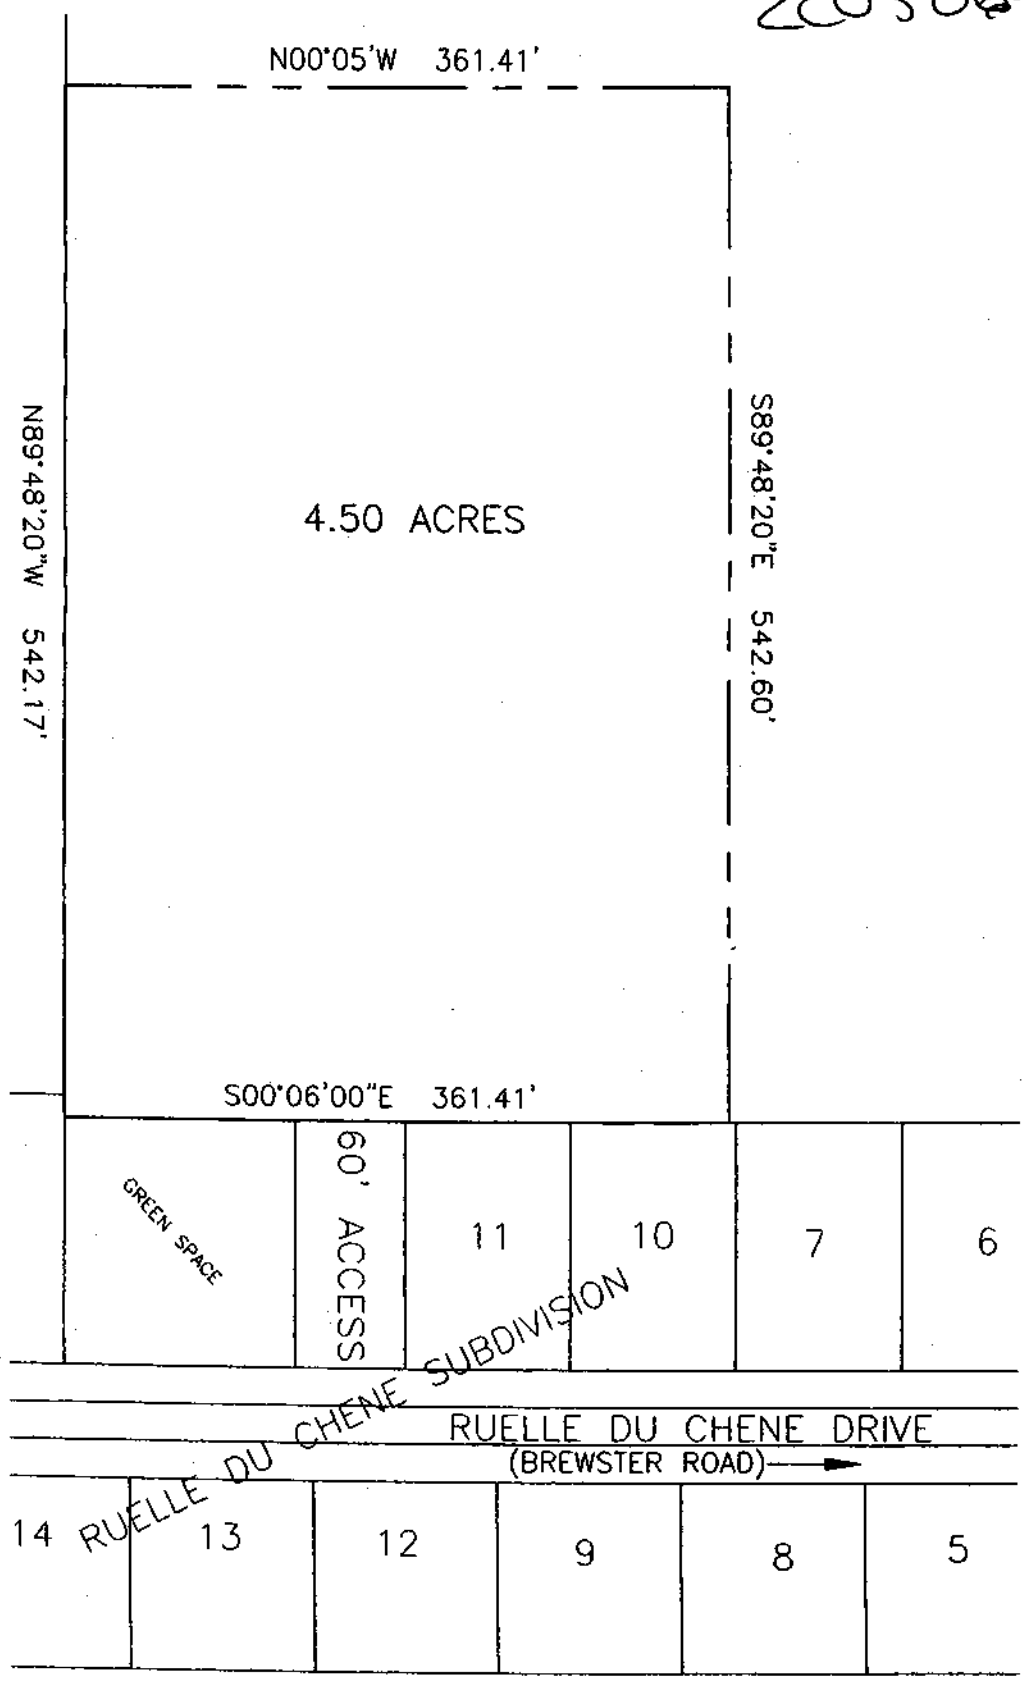 N00°05'W 361.41'
N89°48'20"W 542.17'
S89°48'20"E 542.60'
4.50 ACRES
S00°06'00"E 361.41'
GREEN SPACE
60' ACCESS
11
10
7
6
RUELLE DU CHENE SUBDIVISION
RUELLE DU CHENE DRIVE
(BREWSTER ROAD)
14
13
12
9
8
5